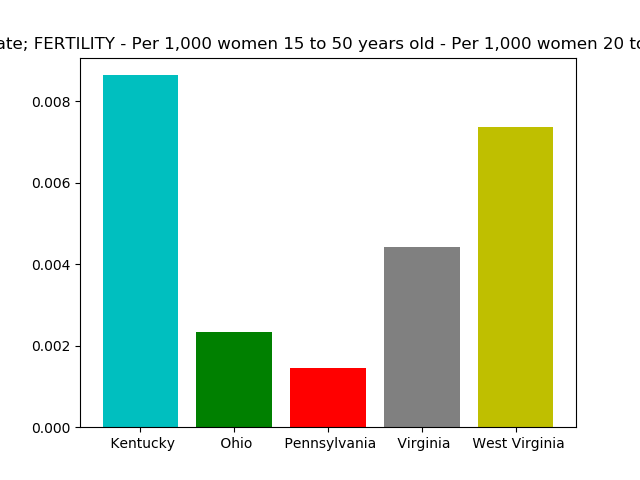 ate; FERTILITY - Per 1,000 women 15 to 50 years old - Per 1,000 women 20 to
0.008
0.006
0.004
0.002
0.000
Kentucky Ohio Pennsylvania Virginia West Virginia